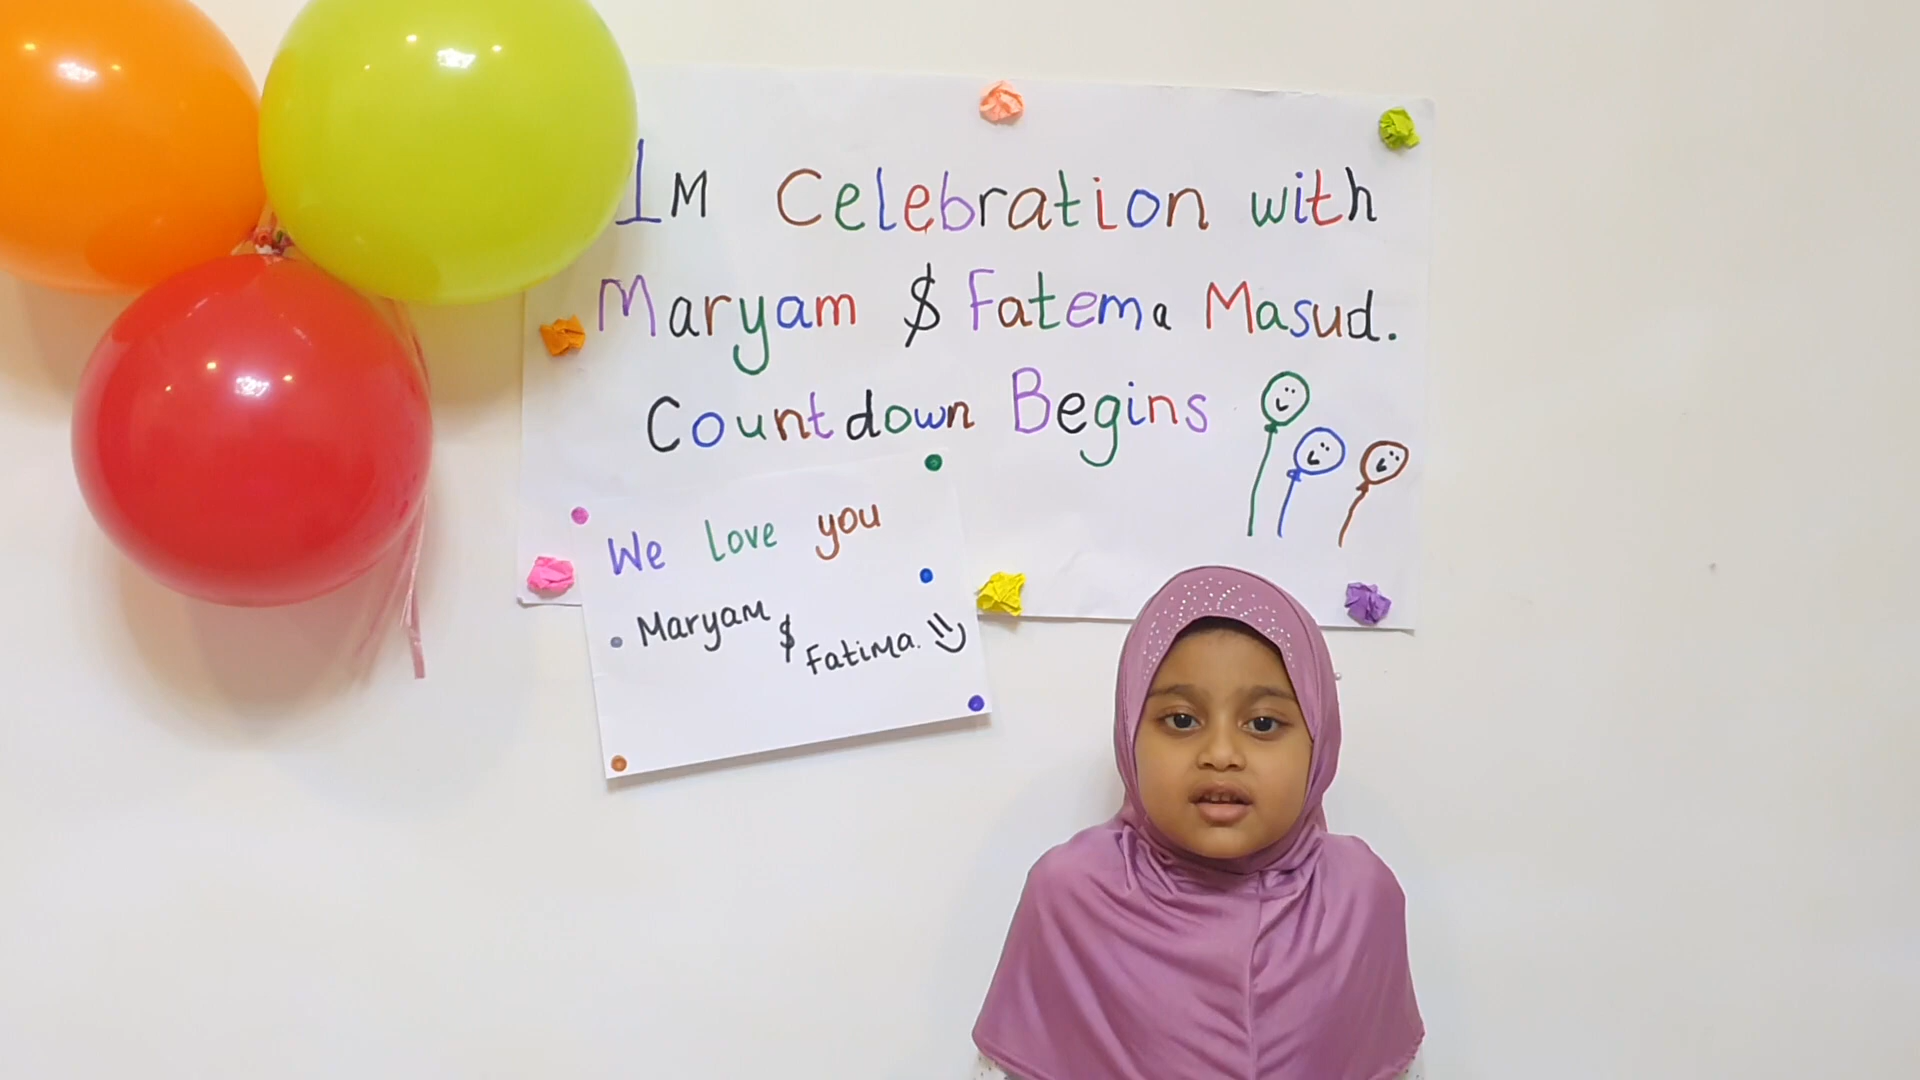 1M Celebration with
Maryam $ Fatema Masud.
Countdown Begins
We love you
Maryam $ Fatima.